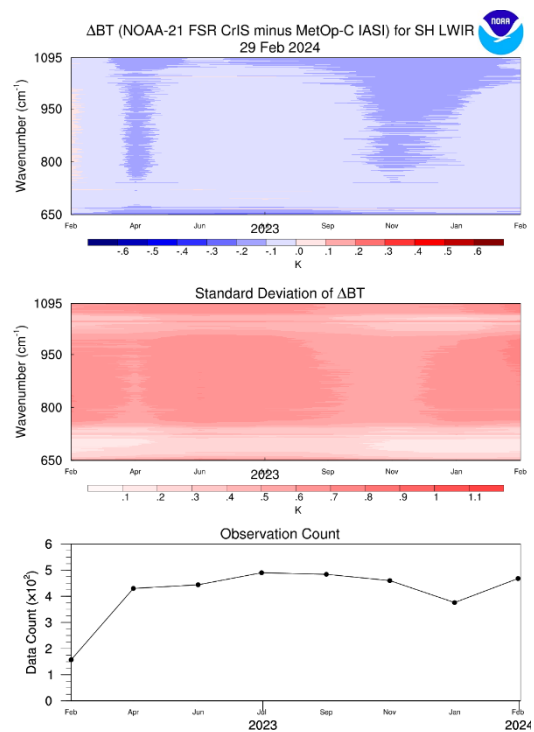 ΔBT (NOAA-21 FSR CrIS minus MetOp-C IASI) for SH LWIR
29 Feb 2024
NOAA
Wavenumber (cm⁻¹)
1095
950
800
650
Feb Apr Jun Jul Sep Nov Jan Feb
2023
-.6 -.5 -.4 -.3 -.2 -.1 .0 .1 .2 .3 .4 .5 .6
K
Standard Deviation of ΔBT
Wavenumber (cm⁻¹)
1095
950
800
650
Feb Apr Jun Jul Sep Nov Jan Feb
2023
.1 .2 .3 .4 .5 .6 .7 .8 .9 1 1.1
K
Observation Count
Data Count (×10²)
6
5
4
3
2
1
0
Feb Apr Jun Jul Sep Nov Jan Feb
2023 2024